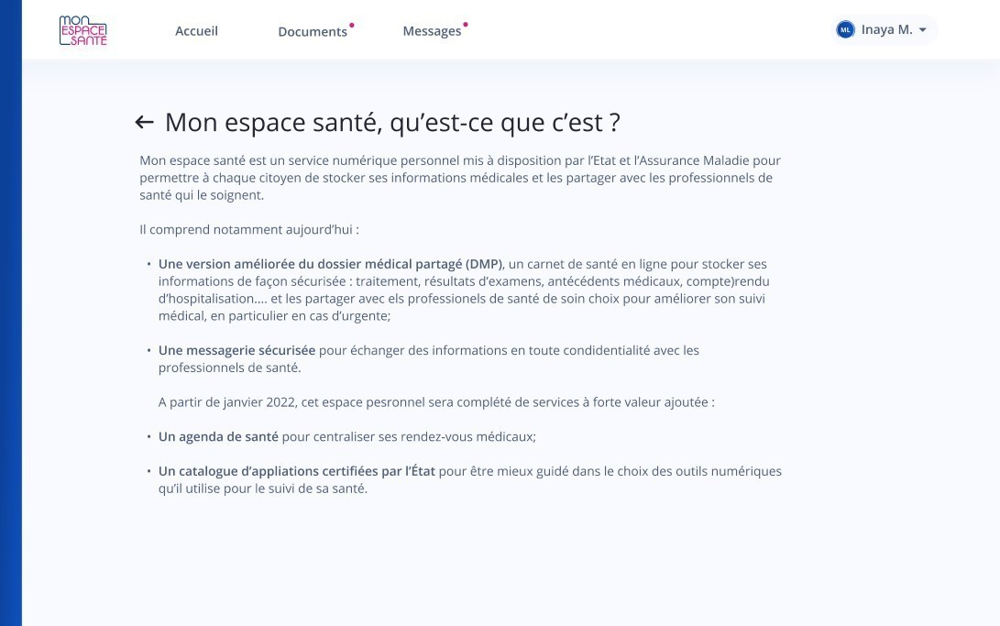 mon
ESPACE
SANTÉ
Accueil
Documents
Messages
ML
Inaya M.
Mon espace santé, qu’est-ce que c’est ?
Mon espace santé est un service numérique personnel mis à disposition par l’Etat et l’Assurance Maladie pour
permettre à chaque citoyen de stocker ses informations médicales et les partager avec les professionnels de
santé qui le soignent.
Il comprend notamment aujourd’hui :
• Une version améliorée du dossier médical partagé (DMP), un carnet de santé en ligne pour stocker ses
informations de façon sécurisée : traitement, résultats d’examens, antécédents médicaux, compte)rendu
d’hospitalisation.... et les partager avec els professionels de santé de soin choix pour améliorer son suivi
médical, en particulier en cas d’urgente;
• Une messagerie sécurisée pour échanger des informations en toute condidentialité avec les
professionnels de santé.
A partir de janvier 2022, cet espace pesronnel sera complété de services à forte valeur ajoutée :
• Un agenda de santé pour centraliser ses rendez-vous médicaux;
• Un catalogue d’appliations certifiées par l’État pour être mieux guidé dans le choix des outils numériques
qu’il utilise pour le suivi de sa santé.